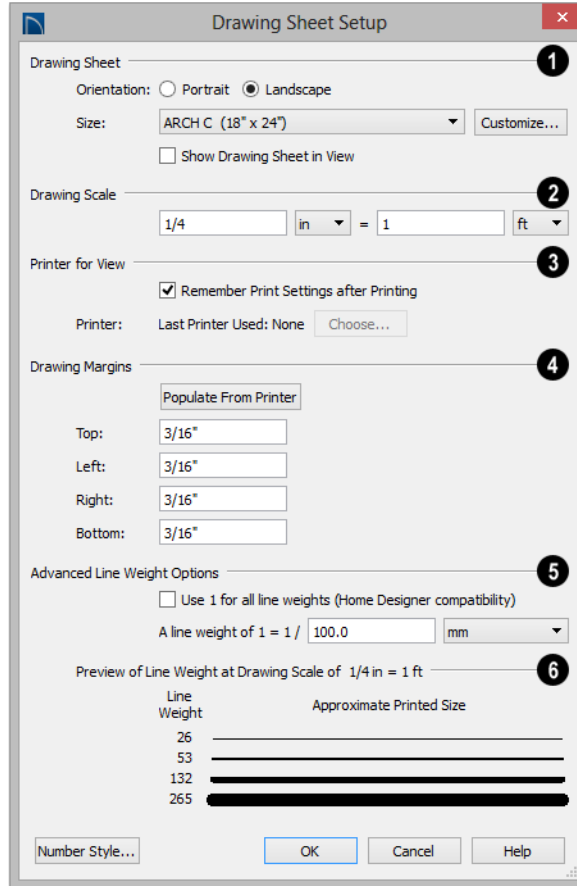 Drawing Sheet Setup
Drawing Sheet 1
Orientation: Portrait Landscape
Size: ARCH C (18" x 24") Customize...
Show Drawing Sheet in View
Drawing Scale 2
1/4 in = 1 ft
Printer for View 3
Remember Print Settings after Printing
Printer: Last Printer Used: None Choose...
Drawing Margins 4
Populate From Printer
Top: 3/16"
Left: 3/16"
Right: 3/16"
Bottom: 3/16"
Advanced Line Weight Options 5
Use 1 for all line weights (Home Designer compatibility)
A line weight of 1 = 1 / 100.0 mm
Preview of Line Weight at Drawing Scale of 1/4 in = 1 ft 6
Line
Weight Approximate Printed Size
26
53
132
265
Number Style... OK Cancel Help